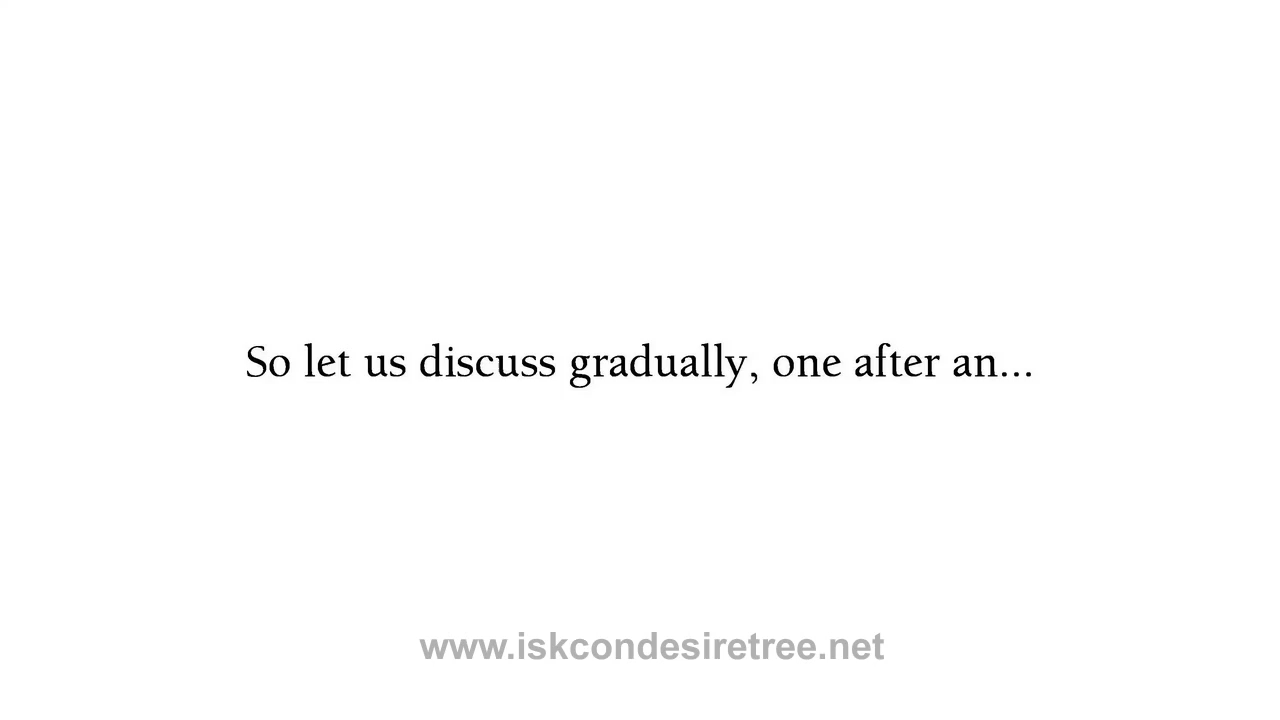 So let us discuss gradually, one after an...
www.iskcondesiretree.net